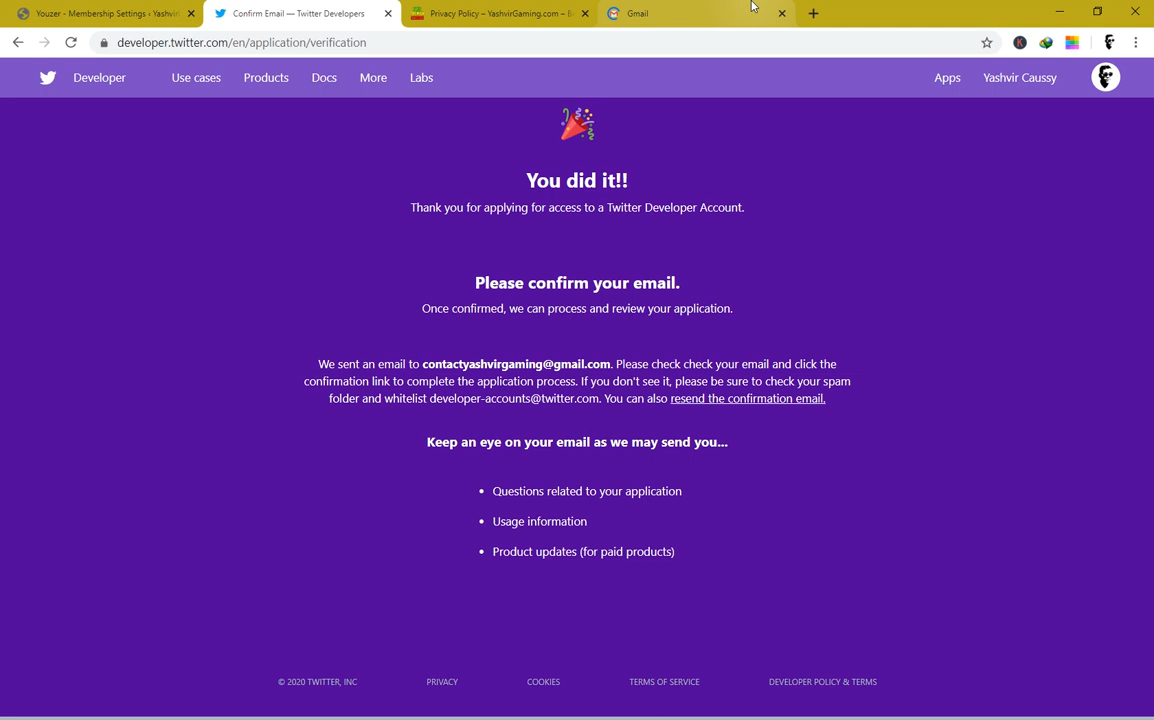 Youzer - Membership Settings ‹ Yashvir
Confirm Email — Twitter Developers
Privacy Policy – YashvirGaming.com – B
Gmail
developer.twitter.com/en/application/verification
Developer
Use cases
Products
Docs
More
Labs
Apps
Yashvir Caussy
You did it!!
Thank you for applying for access to a Twitter Developer Account.
Please confirm your email.
Once confirmed, we can process and review your application.
We sent an email to contactyashvirgaming@gmail.com. Please check check your email and click the
confirmation link to complete the application process. If you don't see it, please be sure to check your spam
folder and whitelist developer-accounts@twitter.com. You can also resend the confirmation email.
Keep an eye on your email as we may send you...
• Questions related to your application
• Usage information
• Product updates (for paid products)
© 2020 TWITTER, INC
PRIVACY
COOKIES
TERMS OF SERVICE
DEVELOPER POLICY & TERMS